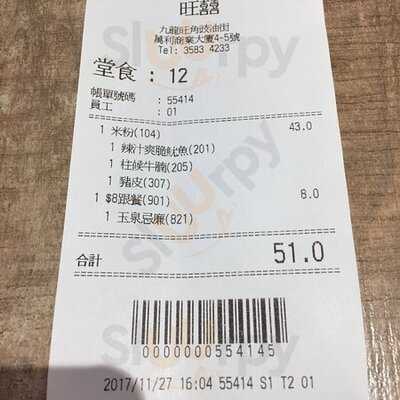 旺囍
九龍旺角豉油街
萬利商業大廈4-5號
Tel: 3583 4233
堂食 : 12
帳單號碼 : 55414
員工 : 01
1 米粉(104) 43.0
1 辣汁爽脆魷魚(201)
1 柱候牛腩(205)
1 豬皮(307)
1 $8跟餐(901) 8.0
1 玉泉忌廉(821)
合計 51.0
0000000554145
2017/11/27 16:04 55414 S1 T2 01
Sluurpy